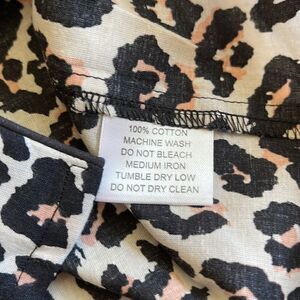 100% COTTON
MACHINE WASH
DO NOT BLEACH
MEDIUM IRON
TUMBLE DRY LOW
DO NOT DRY CLEAN